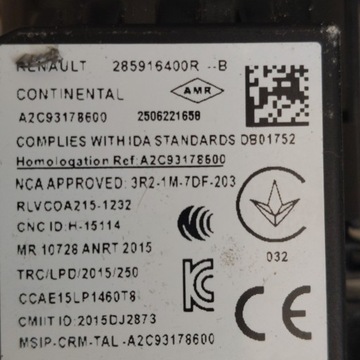 RENAULT 285916400R --B
CONTINENTAL AMR
A2C93178600 2506221658
COMPLIES WITH IDA STANDARDS DB01752
Homologation Ref:A2C93178600
NCA APPROVED: 3R2-1M-7DF-203
RLVCOA215-1232
CNC ID:H-15114
MR 10728 ANRT 2015
032
TRC/LPD/2015/250
CCAE15LP1460T8
CMIIT ID:2015DJ2873
CE
MSIP-CRM-TAL-A2C93178600